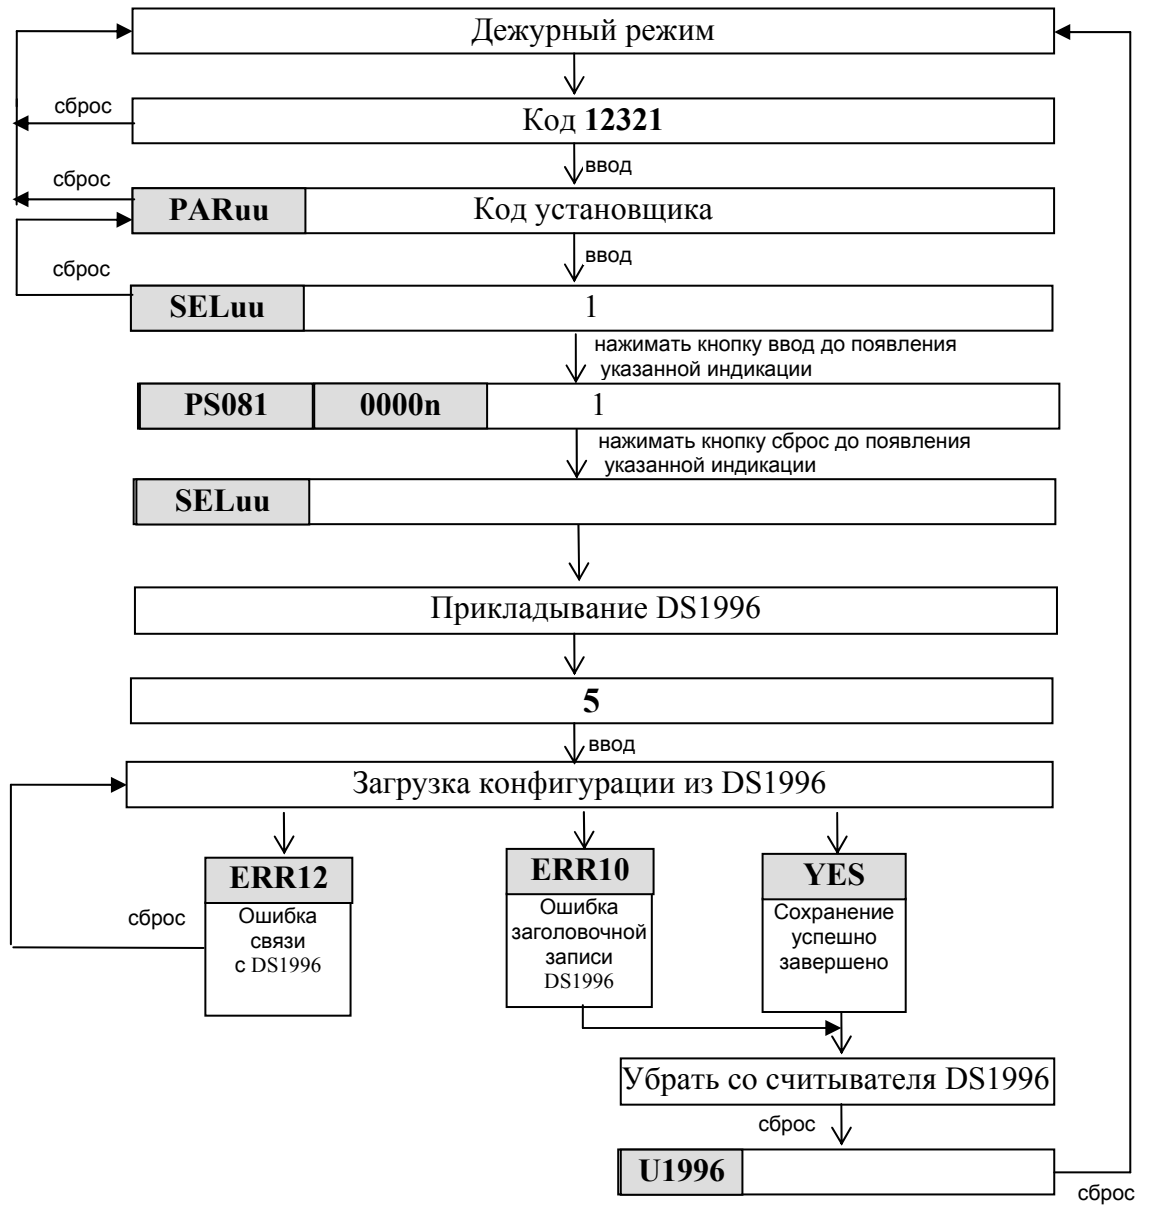 Дежурный режим
сброс
Код 12321
ввод
сброс
PARuu
Код установщика
ввод
сброс
SELuu
1
нажимать кнопку ввод до появления
указанной индикации
PS081
0000n
1
нажимать кнопку сброс до появления
указанной индикации
SELuu
Прикладывание DS1996
5
ввод
Загрузка конфигурации из DS1996
сброс
ERR12
Ошибка
связи
с DS1996
ERR10
Ошибка
заголовочной
записи
DS1996
YES
Сохранение
успешно
завершено
Убрать со считывателя DS1996
сброс
U1996
сброс